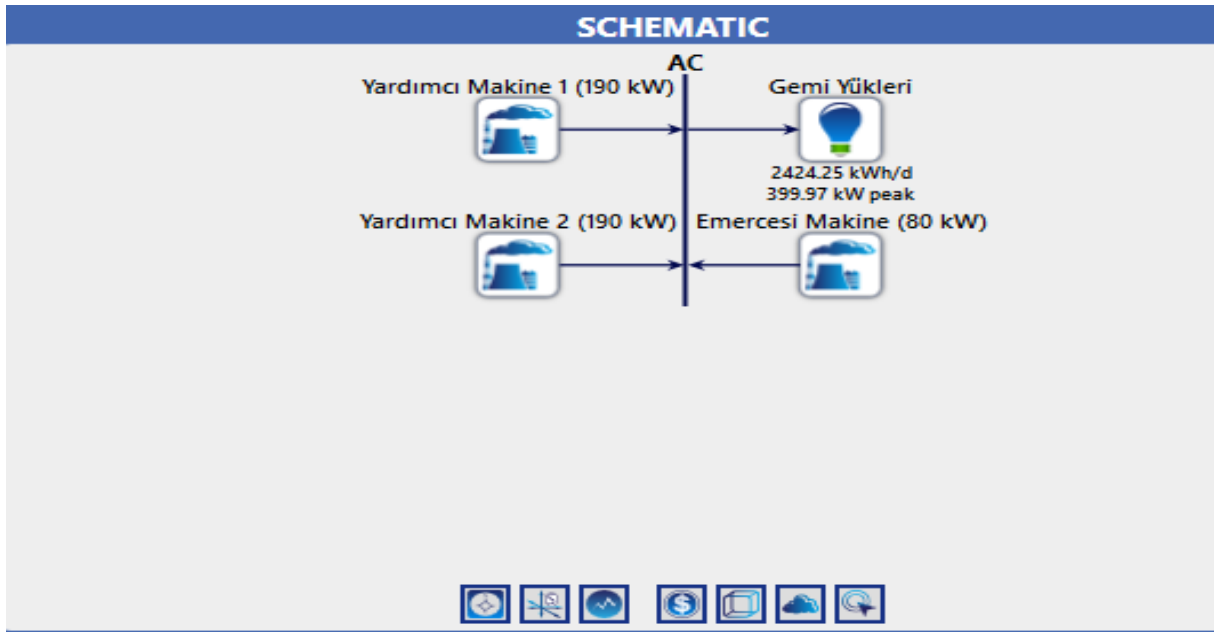 SCHEMATIC
AC
Yardımcı Makine 1 (190 kW)
Gemi Yükleri
2424.25 kWh/d
399.97 kW peak
Yardımcı Makine 2 (190 kW)
Emercesi Makine (80 kW)